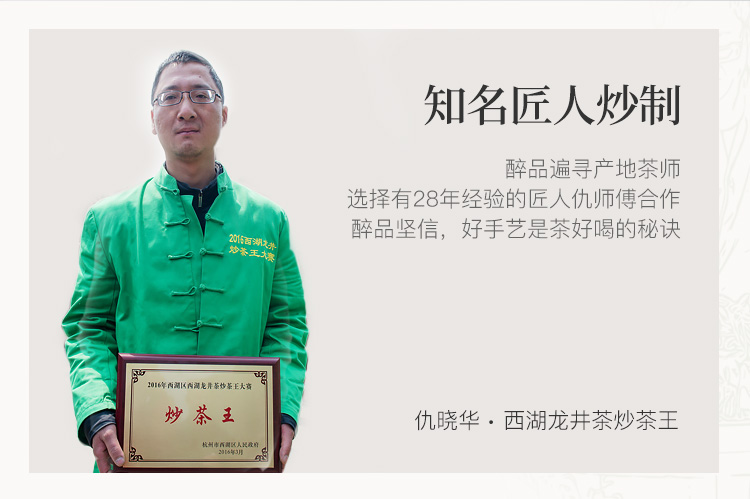 知名匠人炒制
醉品遍寻产地茶师
选择有28年经验的匠人仇师傅合作
醉品坚信，好手艺是茶好喝的秘诀
2016西湖龙井
炒茶王大赛
2016年西湖区西湖龙井茶炒茶王大赛
炒茶王
杭州市西湖区人民政府
2016年3月
仇晓华·西湖龙井茶炒茶王